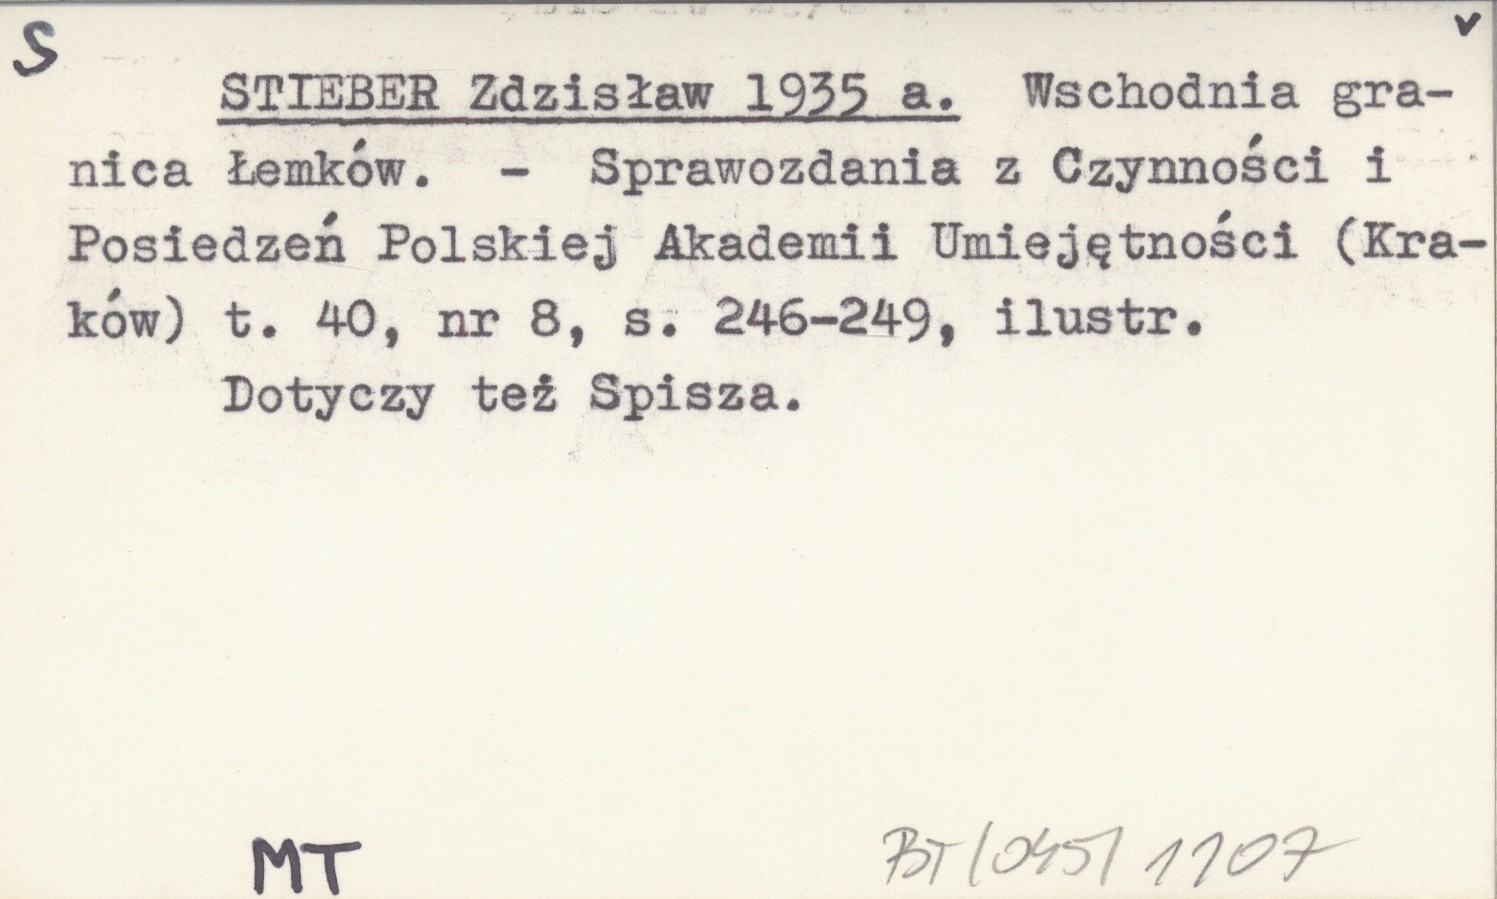 S
v
STIEBER Zdzisław 1935 a. Wschodnia gra-
nica Łemków. - Sprawozdania z Czynności i
Posiedzeń Polskiej Akademii Umiejętności (Kra-
ków) t. 40, nr 8, s. 246-249, ilustr.
Dotyczy też Spisza.
MT
BT/045/ 1107